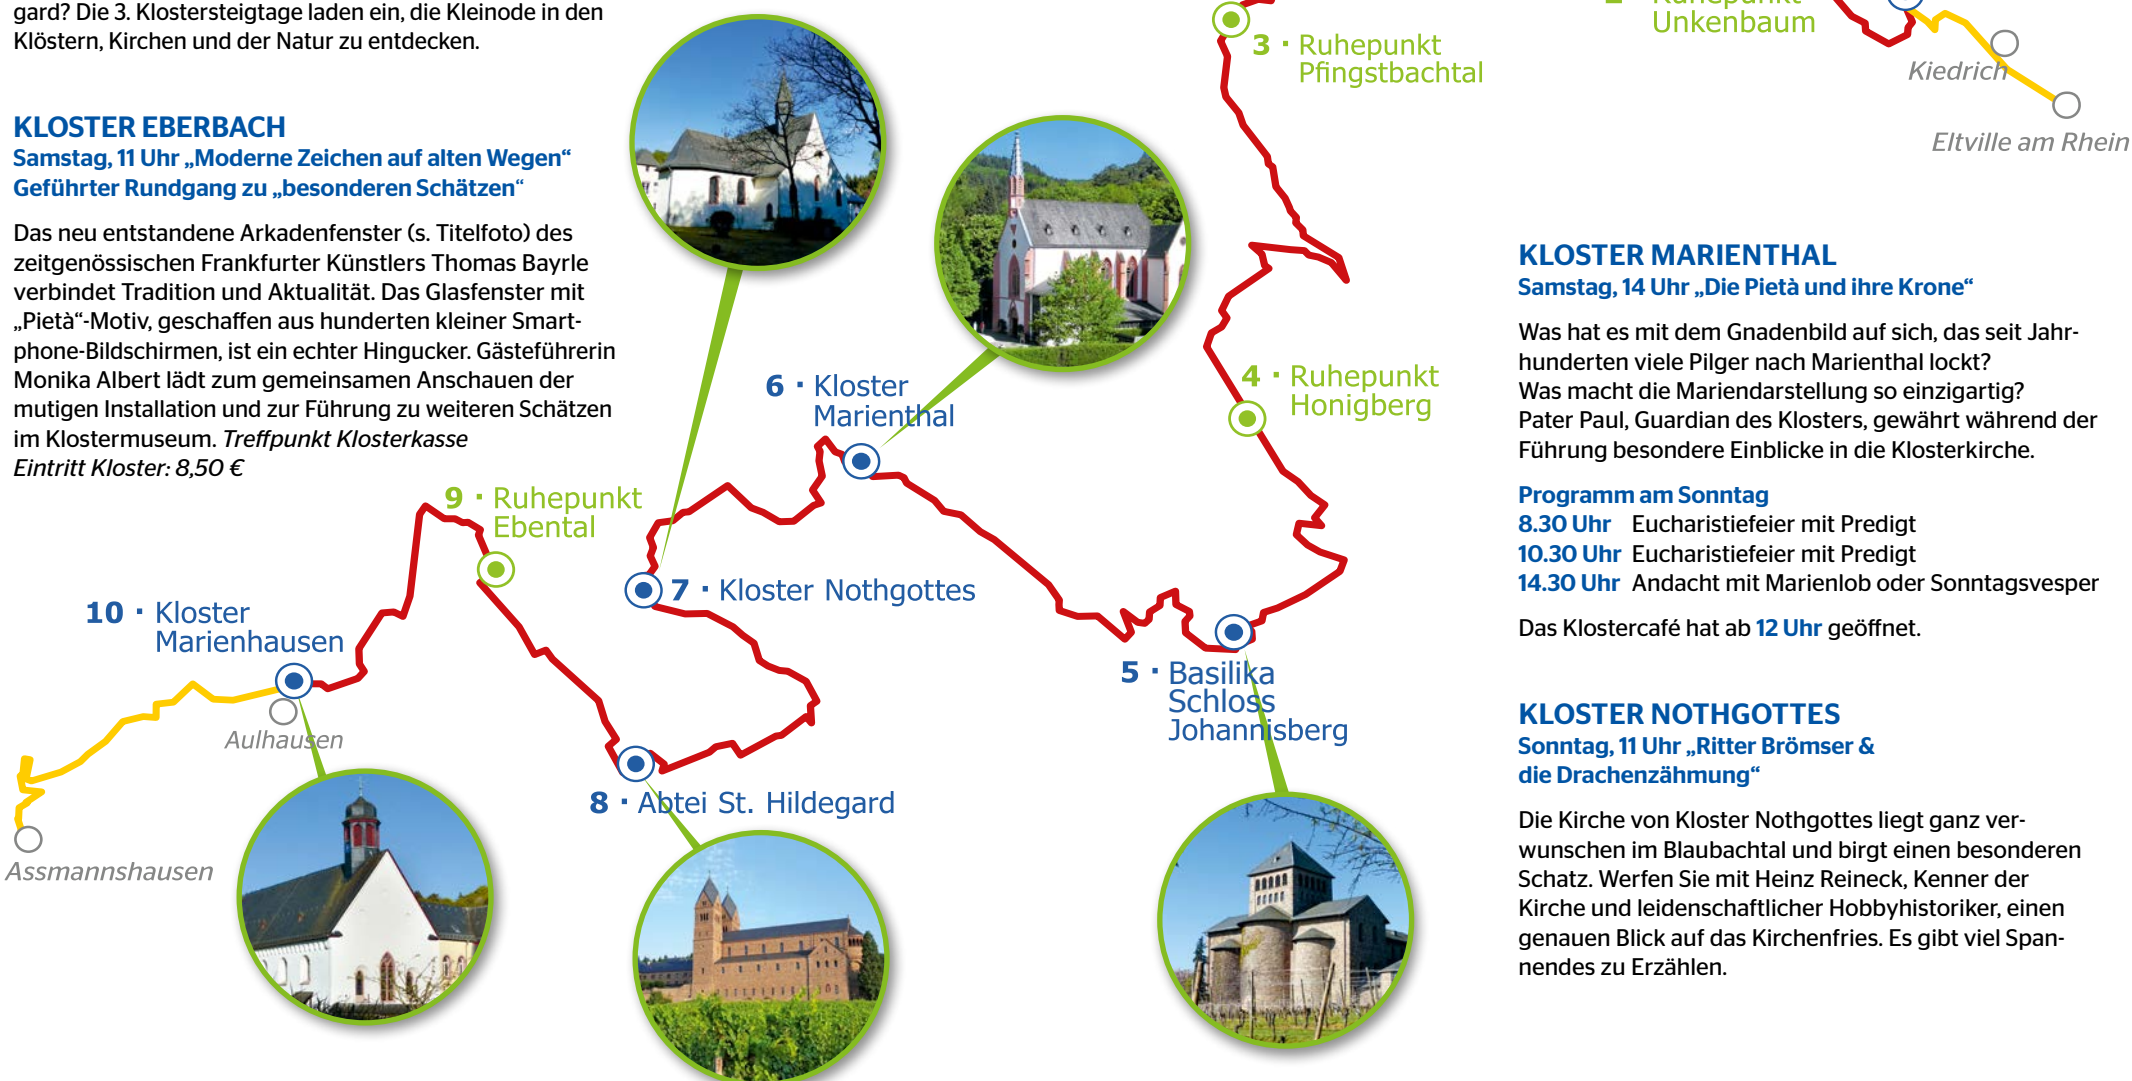 gard? Die 3. Klostersteigtage laden ein, die Kleinode in den
Klöstern, Kirchen und der Natur zu entdecken.
KLOSTER EBERBACH
Samstag, 11 Uhr „Moderne Zeichen auf alten Wegen“
Geführter Rundgang zu „besonderen Schätzen“
Das neu entstandene Arkadenfenster (s. Titelfoto) des
zeitgenössischen Frankfurter Künstlers Thomas Bayrle
verbindet Tradition und Aktualität. Das Glasfenster mit
„Pietà“-Motiv, geschaffen aus hunderten kleiner Smart-
phone-Bildschirmen, ist ein echter Hingucker. Gästeführerin
Monika Albert lädt zum gemeinsamen Anschauen der
mutigen Installation und zur Führung zu weiteren Schätzen
im Klostermuseum. Treffpunkt Klosterkasse
Eintritt Kloster: 8,50 €
2 · Ruhepunkt
Unkenbaum
3 · Ruhepunkt
Pfingstbachtal
Kiedrich
Eltville am Rhein
4 · Ruhepunkt
Honigberg
6 · Kloster
Marienthal
9 · Ruhepunkt
Ebental
7 · Kloster Nothgottes
10 · Kloster
Marienhausen
5 · Basilika
Schloss
Johannisberg
Aulhausen
8 · Abtei St. Hildegard
Assmannshausen
KLOSTER MARIENTHAL
Samstag, 14 Uhr „Die Pietà und ihre Krone“
Was hat es mit dem Gnadenbild auf sich, das seit Jahr-
hunderten viele Pilger nach Marienthal lockt?
Was macht die Mariendarstellung so einzigartig?
Pater Paul, Guardian des Klosters, gewährt während der
Führung besondere Einblicke in die Klosterkirche.
Programm am Sonntag
8.30 Uhr Eucharistiefeier mit Predigt
10.30 Uhr Eucharistiefeier mit Predigt
14.30 Uhr Andacht mit Marienlob oder Sonntagsvesper
Das Klostercafé hat ab 12 Uhr geöffnet.
KLOSTER NOTHGOTTES
Sonntag, 11 Uhr „Ritter Brömser &
die Drachenzähmung“
Die Kirche von Kloster Nothgottes liegt ganz ver-
wunschen im Blaubachtal und birgt einen besonderen
Schatz. Werfen Sie mit Heinz Reineck, Kenner der
Kirche und leidenschaftlicher Hobbyhistoriker, einen
genauen Blick auf das Kirchenfries. Es gibt viel Span-
nendes zu Erzählen.